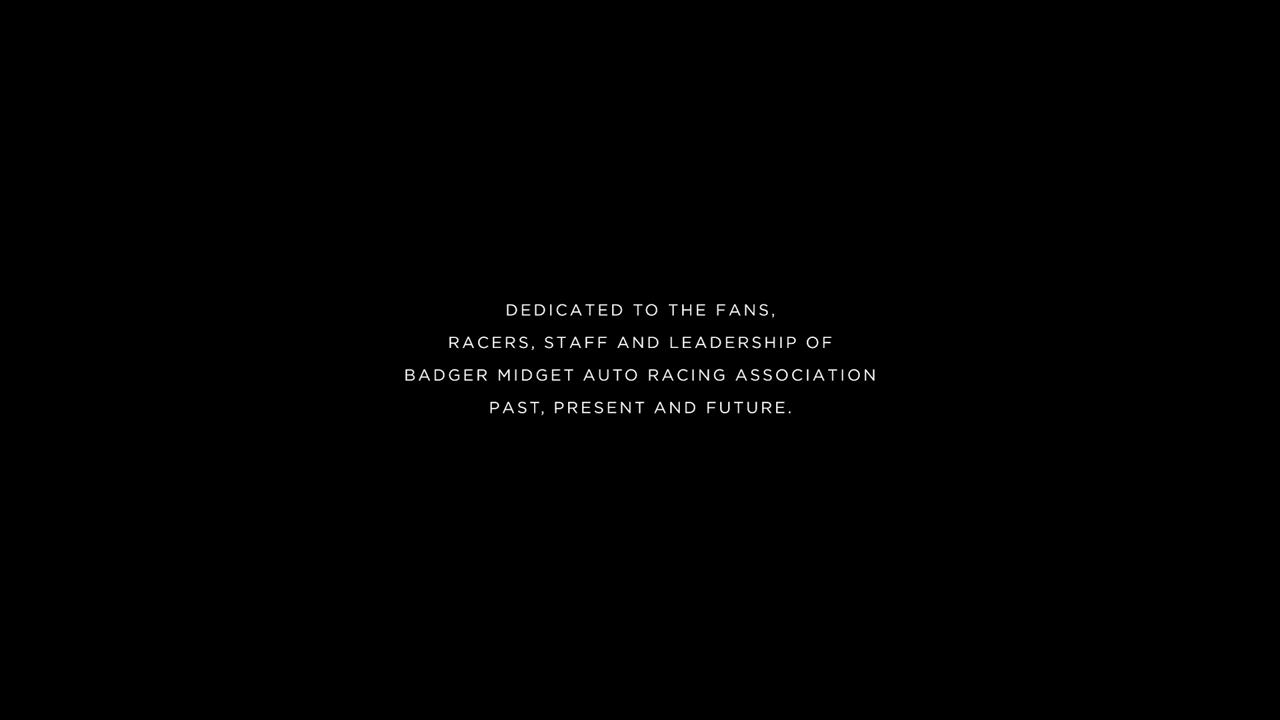 DEDICATED TO THE FANS,
RACERS, STAFF AND LEADERSHIP OF
BADGER MIDGET AUTO RACING ASSOCIATION
PAST, PRESENT AND FUTURE.